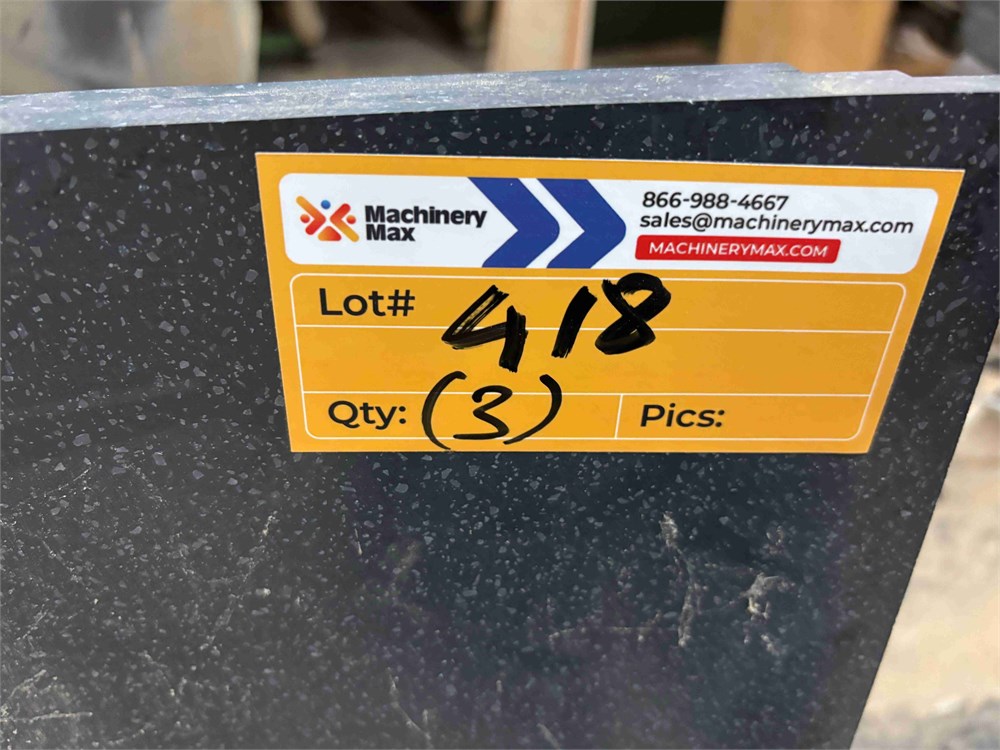 Machinery
Max
866-988-4667
sales@machinerymax.com
MACHINERYMAX.COM
Lot# 418
Qty: (3) Pics: